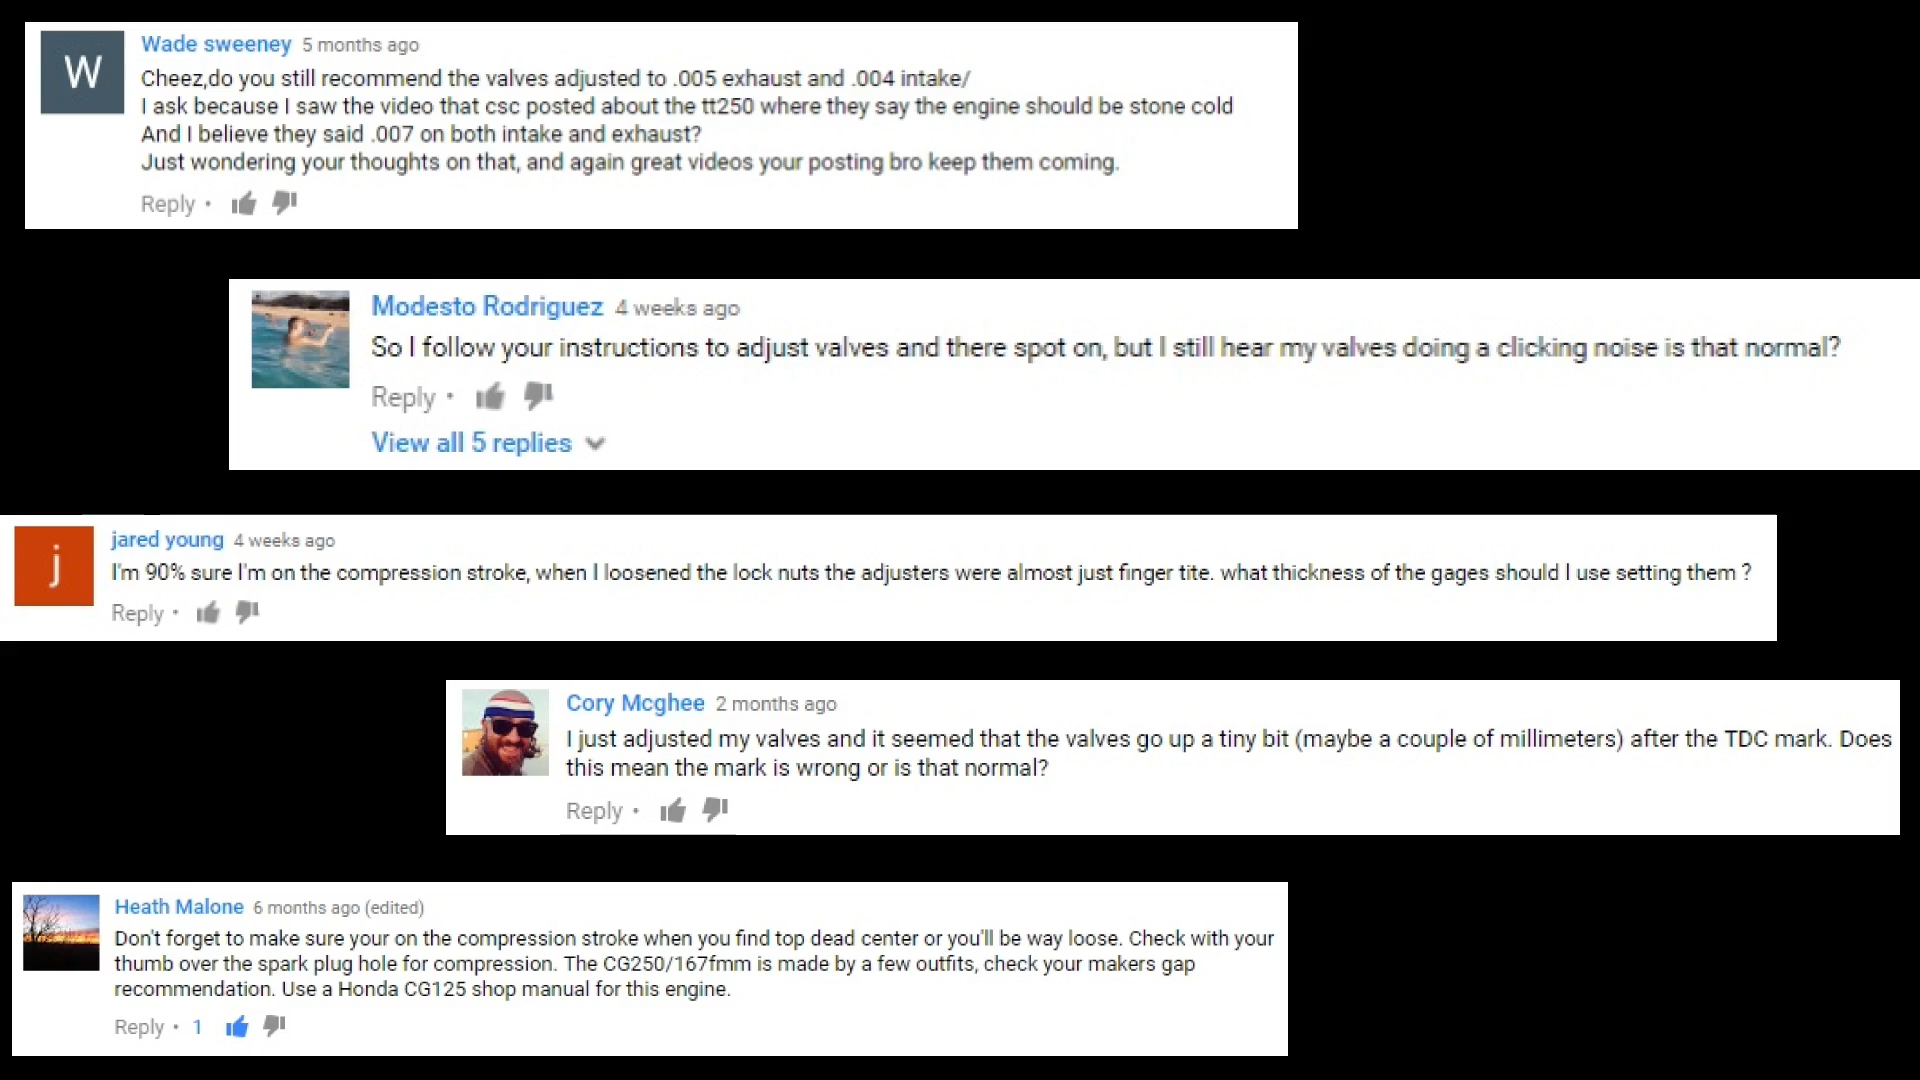 W
Wade sweeney 5 months ago
Cheez,do you still recommend the valves adjusted to .005 exhaust and .004 intake/
I ask because I saw the video that csc posted about the tt250 where they say the engine should be stone cold
And I believe they said .007 on both intake and exhaust?
Just wondering your thoughts on that, and again great videos your posting bro keep them coming.
Reply •
Modesto Rodriguez 4 weeks ago
So I follow your instructions to adjust valves and there spot on, but I still hear my valves doing a clicking noise is that normal?
Reply •
View all 5 replies
j
jared young 4 weeks ago
I'm 90% sure I'm on the compression stroke, when I loosened the lock nuts the adjusters were almost just finger tite. what thickness of the gages should I use setting them ?
Reply •
Cory Mcghee 2 months ago
I just adjusted my valves and it seemed that the valves go up a tiny bit (maybe a couple of millimeters) after the TDC mark. Does
this mean the mark is wrong or is that normal?
Reply •
Heath Malone 6 months ago (edited)
Don't forget to make sure your on the compression stroke when you find top dead center or you'll be way loose. Check with your
thumb over the spark plug hole for compression. The CG250/167fmm is made by a few outfits, check your makers gap
recommendation. Use a Honda CG125 shop manual for this engine.
Reply • 1